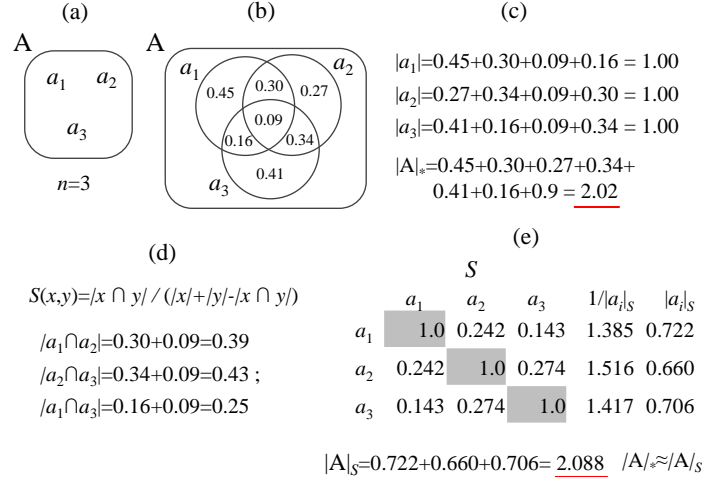 (a)
A
a1 a2
a3
n=3
(b)
A
a1 a2
0.45 0.30 0.27
0.09
0.16 0.34
0.41
a3
(c)
|a1|=0.45+0.30+0.09+0.16 = 1.00
|a2|=0.27+0.34+0.09+0.30 = 1.00
|a3|=0.41+0.16+0.09+0.34 = 1.00
|A|*=0.45+0.30+0.27+0.34+
0.41+0.16+0.9 = 2.02
(d)
S(x,y)=|x ∩ y| / (|x|+|y|-|x ∩ y|)
|a1∩a2|=0.30+0.09=0.39
|a2∩a3|=0.34+0.09=0.43 ;
|a1∩a3|=0.16+0.09=0.25
(e)
S
a1 a2 a3 1/|ai|S |ai|S
a1 1.0 0.242 0.143 1.385 0.722
a2 0.242 1.0 0.274 1.516 0.660
a3 0.143 0.274 1.0 1.417 0.706
|A|S=0.722+0.660+0.706= 2.088 |A|*≈|A|S